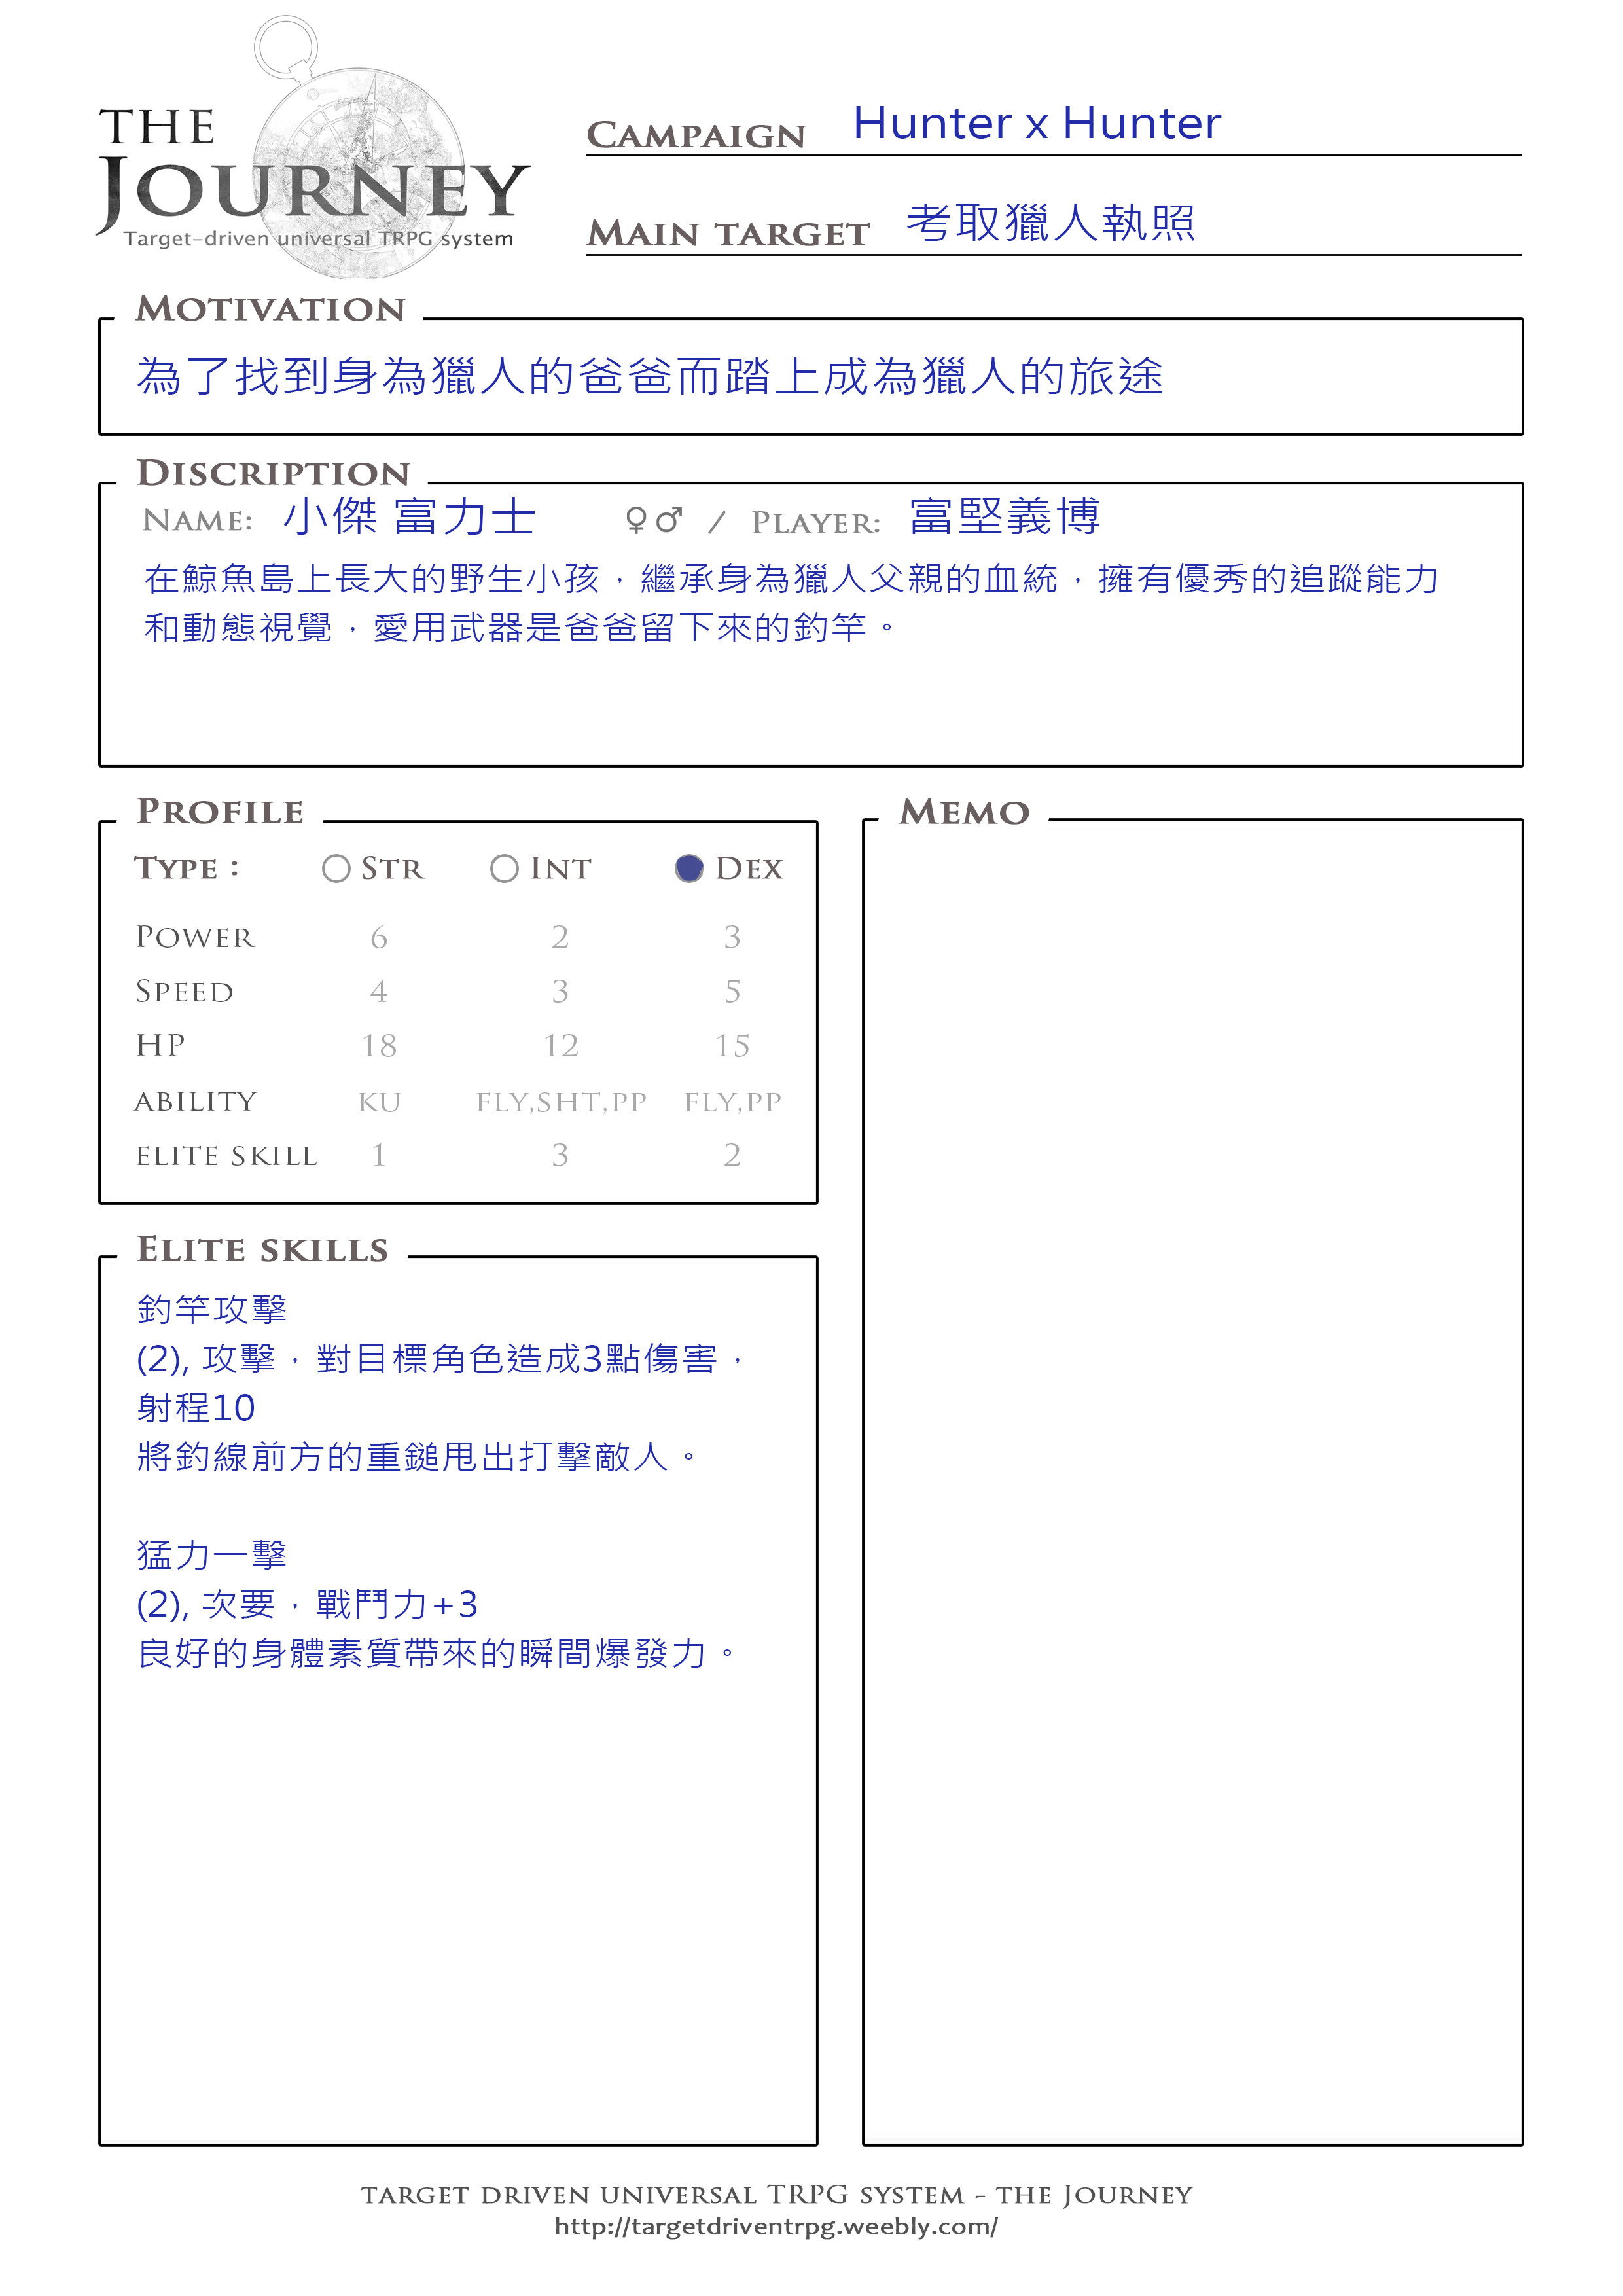 THE
JOURNEY
Target-driven universal TRPG system
CAMPAIGN Hunter x Hunter
MAIN TARGET 考取獵人執照
MOTIVATION
為了找到身為獵人的爸爸而踏上成為獵人的旅途
DISCRIPTION
NAME: 小傑 富力士 ♀♂ / PLAYER: 富堅義博
在鯨魚島上長大的野生小孩，繼承身為獵人父親的血統，擁有優秀的追蹤能力
和動態視覺，愛用武器是爸爸留下來的釣竿。
PROFILE
TYPE : STR INT DEX
POWER 6 2 3
SPEED 4 3 5
HP 18 12 15
ABILITY KU FLY,SHT,PP FLY,PP
ELITE SKILL 1 3 2
MEMO
ELITE SKILLS
釣竿攻擊
(2), 攻擊，對目標角色造成3點傷害，
射程10
將釣線前方的重鎚甩出打擊敵人。
猛力一擊
(2), 次要，戰鬥力+3
良好的身體素質帶來的瞬間爆發力。
TARGET DRIVEN UNIVERSAL TRPG SYSTEM - THE JOURNEY
http://targetdriventrpg.weebly.com/